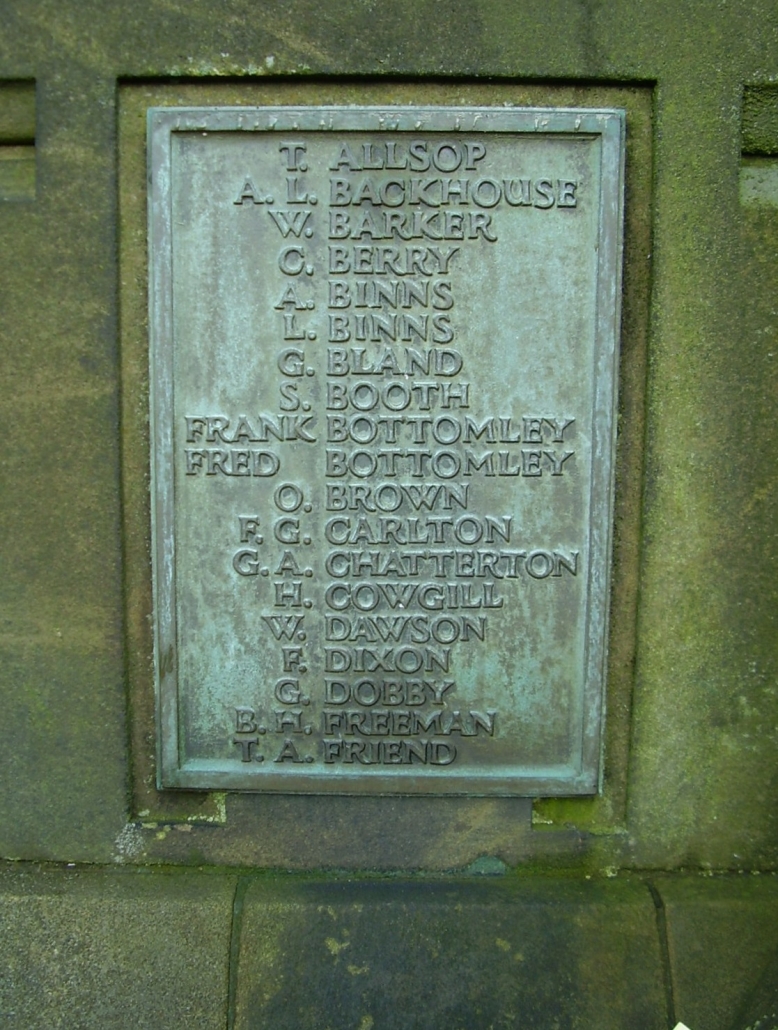 T. ALLSOP
A. L. BACKHOUSE
W. BARKER
C. BERRY
A. BINNS
L. BINNS
G. BLAND
S. BOOTH
FRANK BOTTOMLEY
FRED BOTTOMLEY
O. BROWN
F. G. CARLTON
G. A. CHATTERTON
H. COWGILL
W. DAWSON
F. DIXON
G. DOBBY
B. H. FREEMAN
T. A. FRIEND